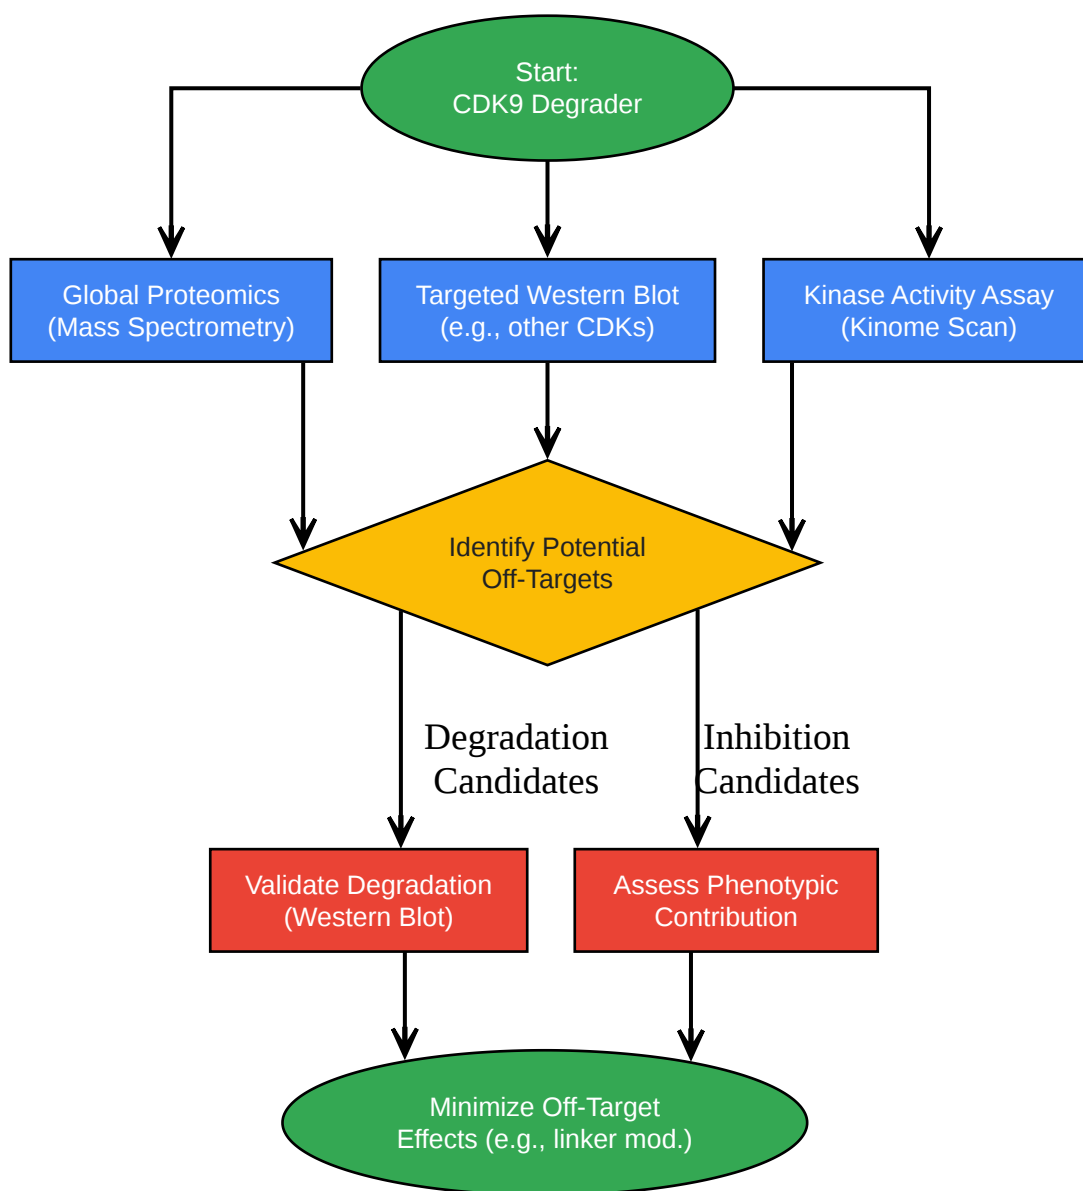 Start:
CDK9 Degrader
Global Proteomics
(Mass Spectrometry)
Targeted Western Blot
(e.g., other CDKs)
Kinase Activity Assay
(Kinome Scan)
Identify Potential
Off-Targets
Degradation
Candidates
Inhibition
Candidates
Validate Degradation
(Western Blot)
Assess Phenotypic
Contribution
Minimize Off-Target
Effects (e.g., linker mod.)